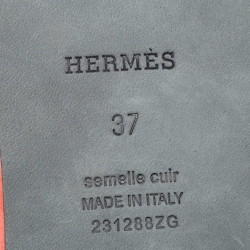 HERMÈS
37
semelle cuir
MADE IN ITALY
231288ZG